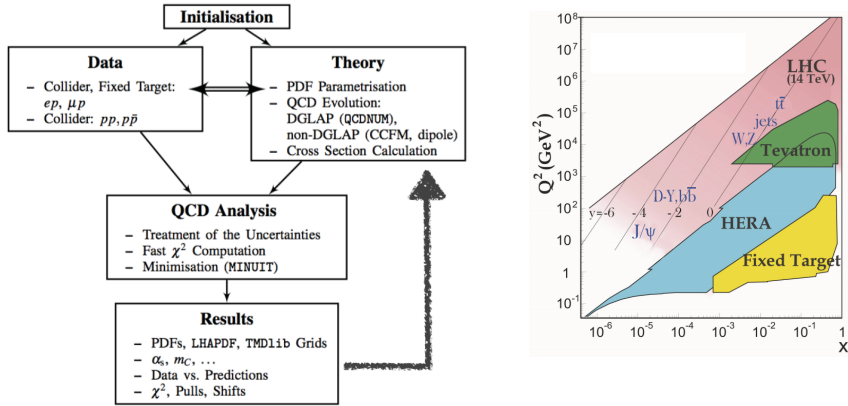 Initialisation
Data
– Collider, Fixed Target:
ep, μp
– Collider: pp, pp̄
Theory
– PDF Parametrisation
– QCD Evolution:
DGLAP (QCDNUM),
non-DGLAP (CCFM, dipole)
– Cross Section Calculation
QCD Analysis
– Treatment of the Uncertainties
– Fast χ² Computation
– Minimisation (MINUIT)
Results
– PDFs, LHAPDF, TMDlib Grids
– αₛ, m_C, …
– Data vs. Predictions
– χ², Pulls, Shifts
Q² (GeV²)
10⁸
10⁷
10⁶
10⁵
10⁴
10³
10²
10
1
10⁻¹
LHC
(14 TeV)
tt̄
jets
W,Z
Tevatron
D-Y,bb̄
y=-6 -4 -2 0
J/ψ
HERA
Fixed Target
10⁻⁶ 10⁻⁵ 10⁻⁴ 10⁻³ 10⁻² 10⁻¹ 1
x